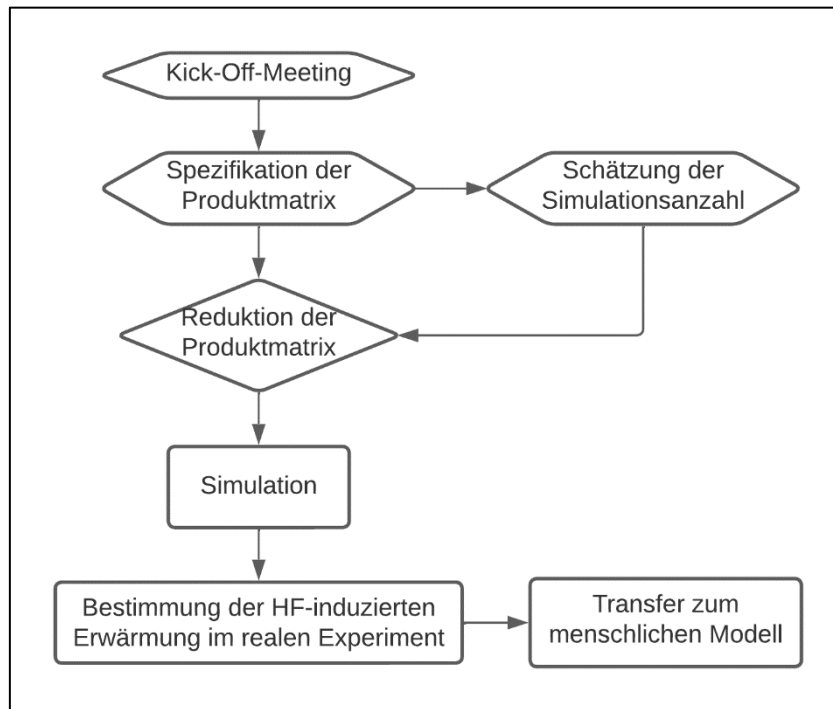 Kick-Off-Meeting
Spezifikation der
Produktmatrix
Schätzung der
Simulationsanzahl
Reduktion der
Produktmatrix
Simulation
Bestimmung der HF-induzierten
Erwärmung im realen Experiment
Transfer zum
menschlichen Modell